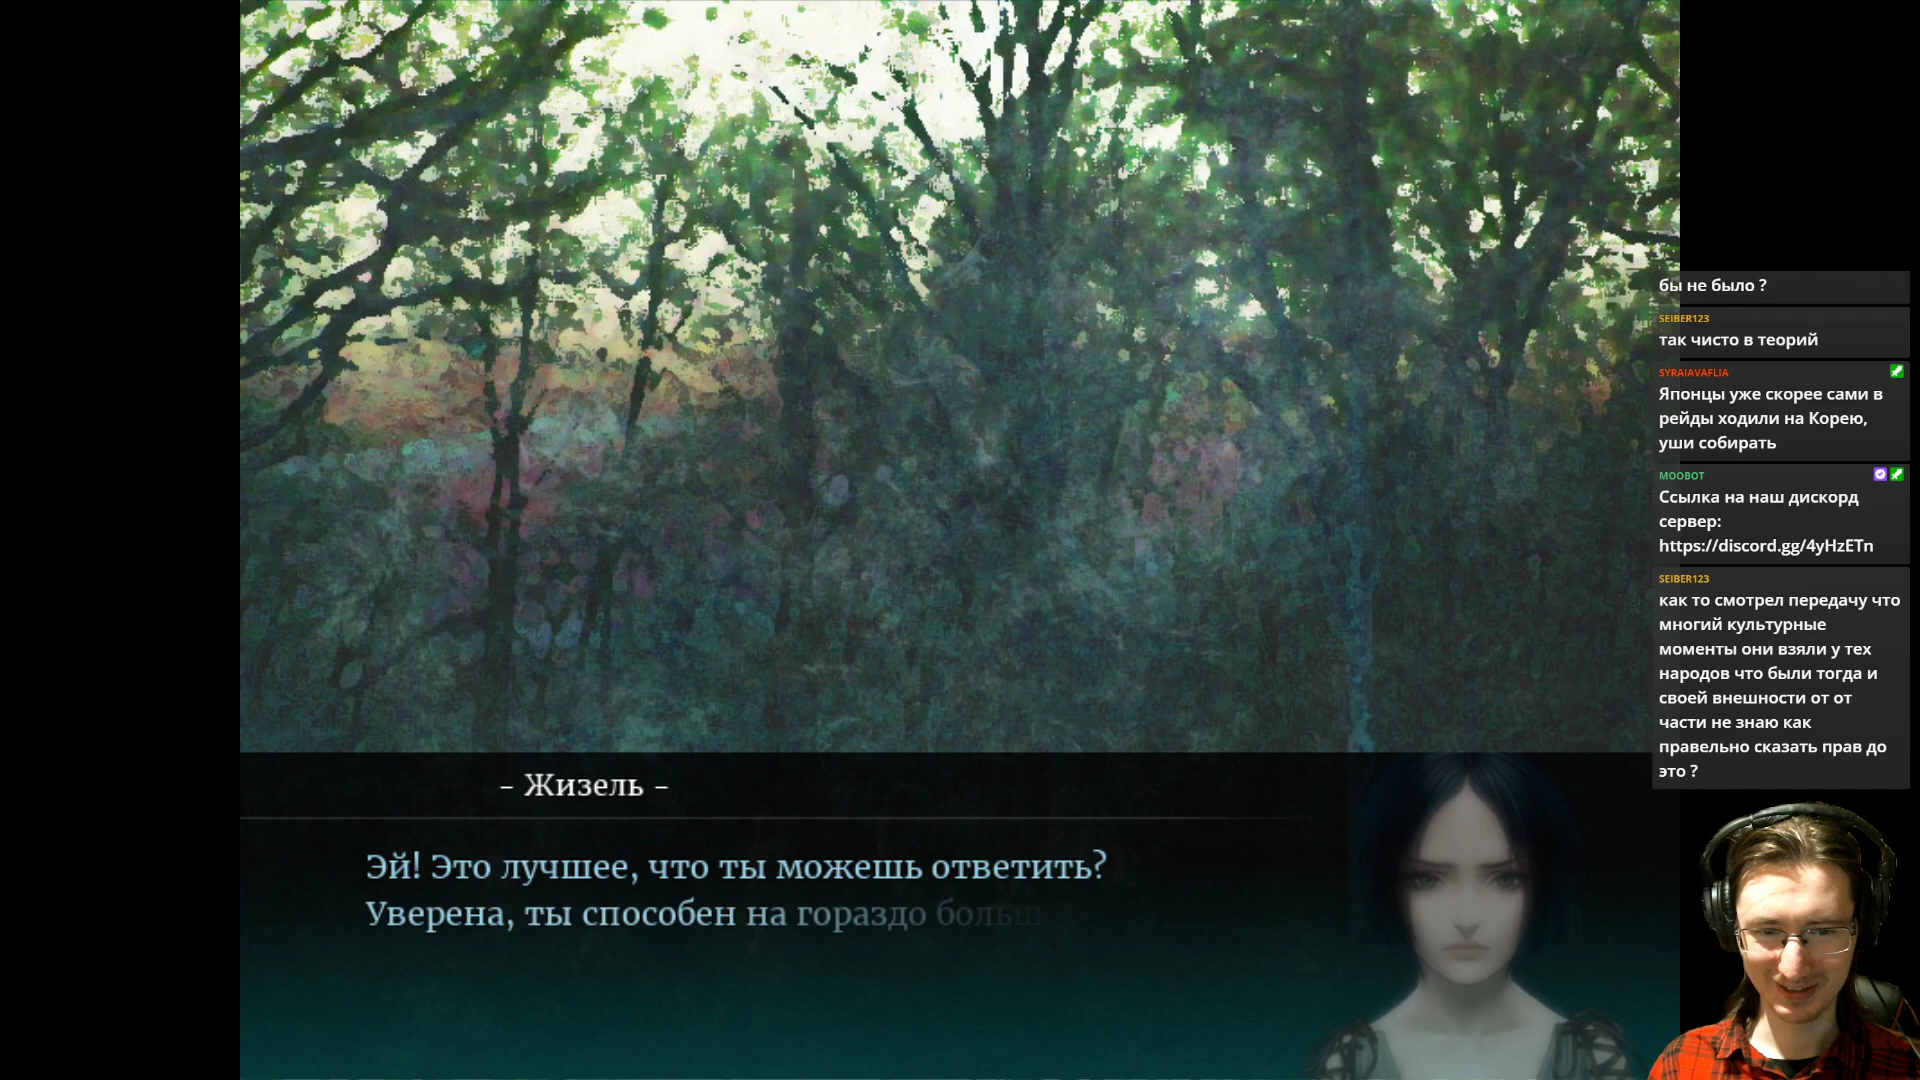 бы не было ?
SEIBER123
так чисто в теорий
SYRAIAVAFLIA
Японцы уже скорее сами в
рейды ходили на Корею,
уши собирать
MOOBOT
Ссылка на наш дискорд
сервер:
https://discord.gg/4yHzETn
SEIBER123
как то смотрел передачу что
многий культурные
моменты они взяли у тех
народов что были тогда и
своей внешности от от
части не знаю как
правельно сказать прав до
это ?
– Жизель –
Эй! Это лучшее, что ты можешь ответить?
Уверена, ты способен на гораздо больш